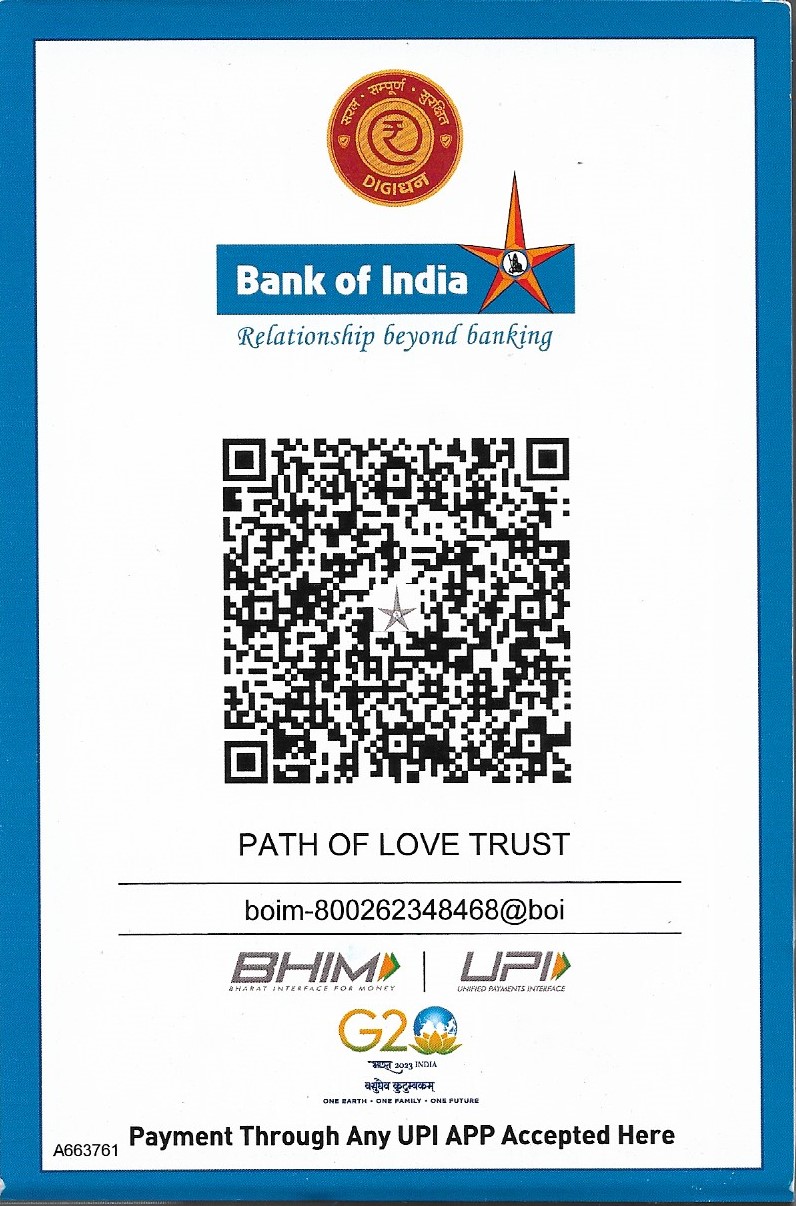 सरल • सम्पूर्ण • सुरक्षित
DIGIधन
Bank of India
Relationship beyond banking
PATH OF LOVE TRUST
boim-800262348468@boi
BHIM | UPI
BHARAT INTERFACE FOR MONEY UNIFIED PAYMENTS INTERFACE
G20
भारत 2023 INDIA
वसुधैव कुटुम्बकम्
ONE EARTH • ONE FAMILY • ONE FUTURE
Payment Through Any UPI APP Accepted Here
A663761